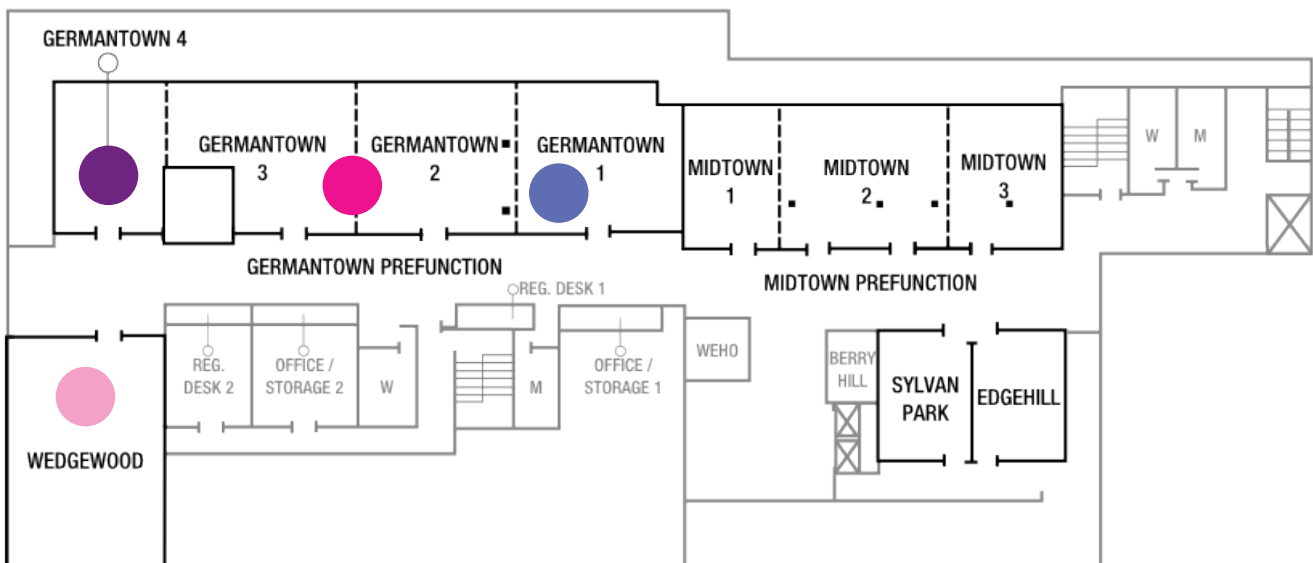 GERMANTOWN 4
GERMANTOWN
3
GERMANTOWN
2
GERMANTOWN
1
MIDTOWN
1
MIDTOWN
2
MIDTOWN
3
W
M
GERMANTOWN PREFUNCTION
MIDTOWN PREFUNCTION
REG. DESK 1
REG.
DESK 2
OFFICE /
STORAGE 2
W
M
OFFICE /
STORAGE 1
WEHO
BERRY
HILL
SYLVAN
PARK
EDGEHILL
WEDGEWOOD